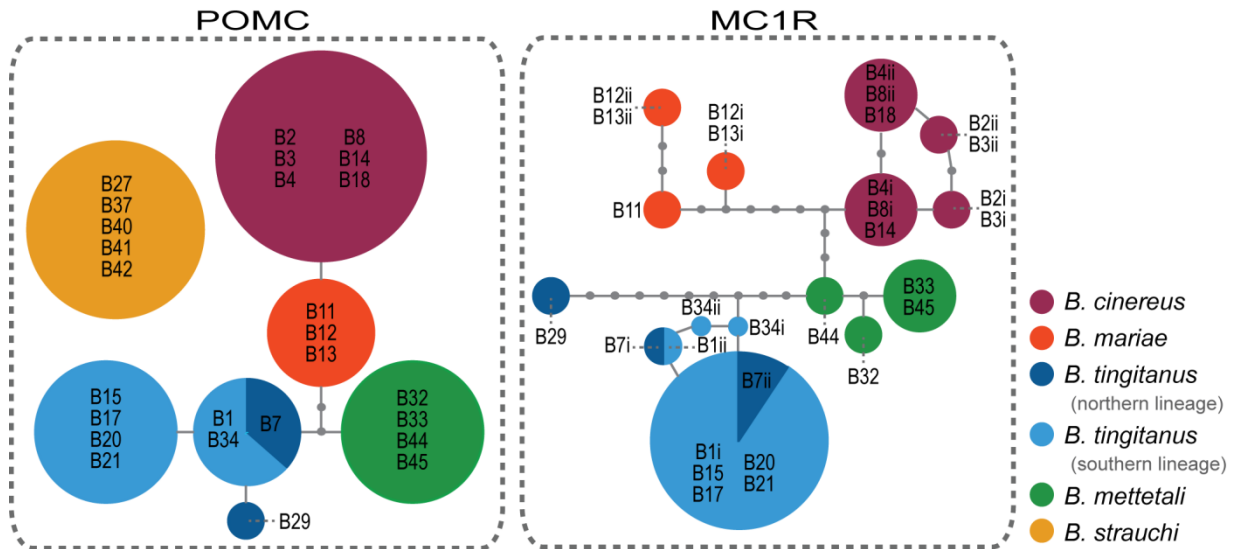 POMC
B2
B3
B4
B8
B14
B18
B27
B37
B40
B41
B42
B11
B12
B13
B15
B17
B20
B21
B1
B34
B7
B32
B33
B44
B45
B29
MC1R
B12ii
B13ii
B12i
B13i
B11
B4ii
B8ii
B18
B2ii
B3ii
B4i
B8i
B14
B2i
B3i
B29
B34ii
B34i
B7i
B1ii
B44
B33
B45
B32
B7ii
B1i
B15
B17
B20
B21
B. cinereus
B. mariae
B. tingitanus
(northern lineage)
B. tingitanus
(southern lineage)
B. mettetali
B. strauchi